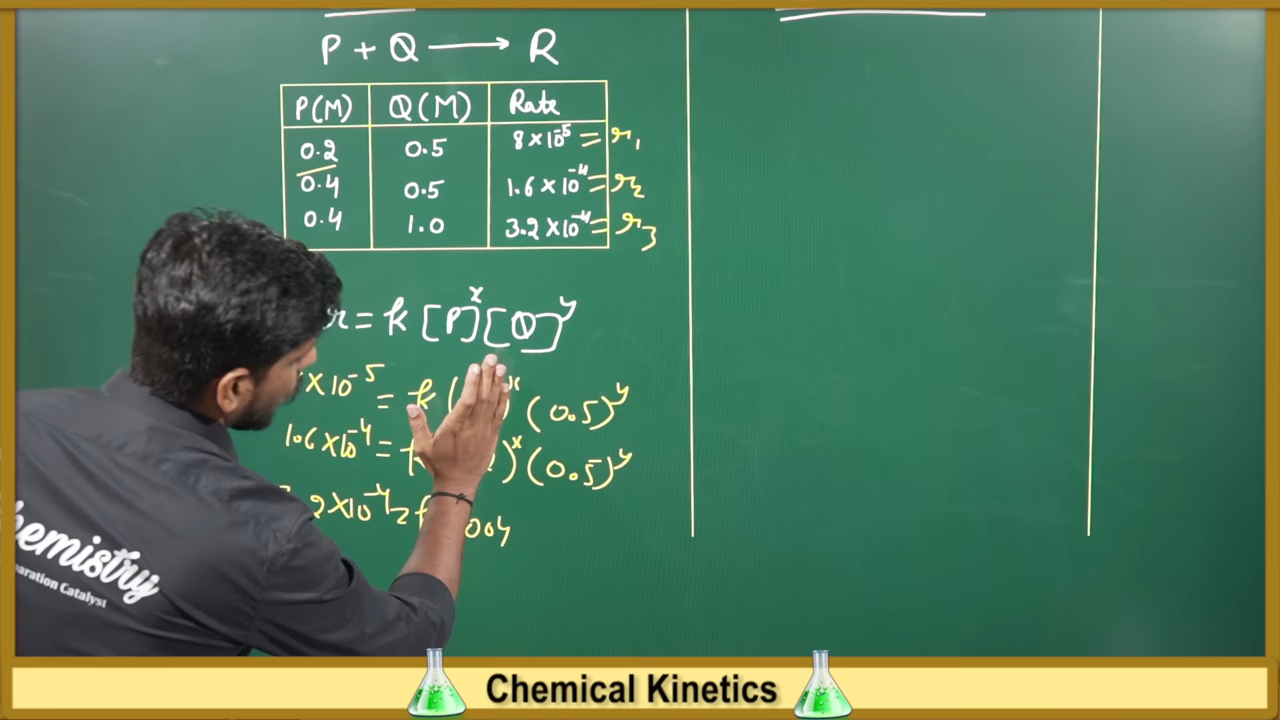 P + Q → R
P(M) Q(M) Rate
0.2 0.5 8×10⁻⁵ = r₁
0.4 0.5 1.6×10⁻⁴ = r₂
0.4 1.0 3.2×10⁻⁴ = r₃
r = k [P]ˣ [Q]ʸ
×10⁻⁵ = k ( )ˣ (0.5)ʸ
1.6×10⁻⁴ = )ˣ (0.5)ʸ
2×10⁻⁴
hemistry
aration Catalyst
Chemical Kinetics